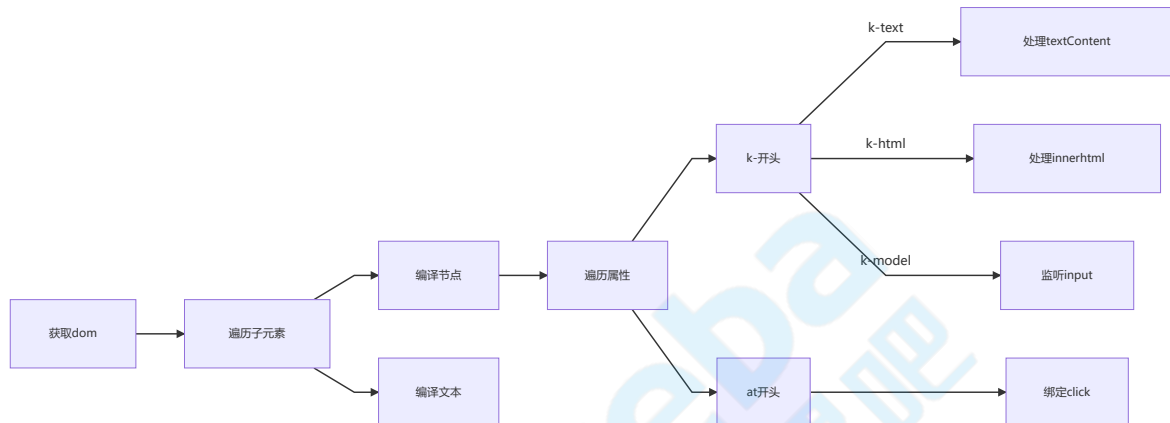 获取dom
遍历子元素
编译节点
编译文本
遍历属性
k-开头
at开头
k-text
k-html
k-model
处理textContent
处理innerhtml
监听input
绑定click
eba
吧